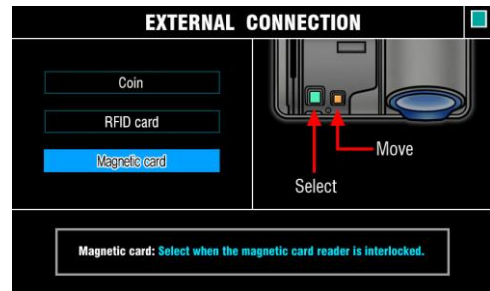 EXTERNAL CONNECTION
Coin
RFID card
Magnetic card
Move
Select
Magnetic card: Select when the magnetic card reader is interlocked.